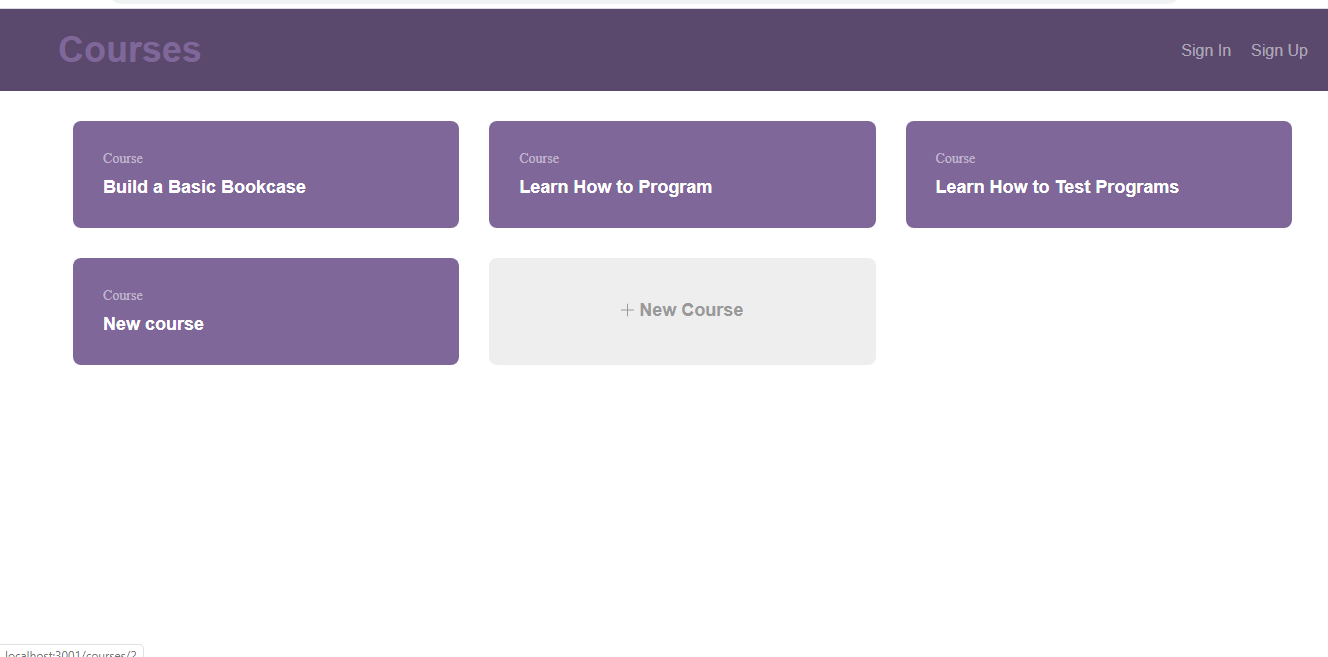 Courses
Sign In Sign Up
Course
Build a Basic Bookcase
Course
Learn How to Program
Course
Learn How to Test Programs
Course
New course
+ New Course
localhost:3001/courses/2